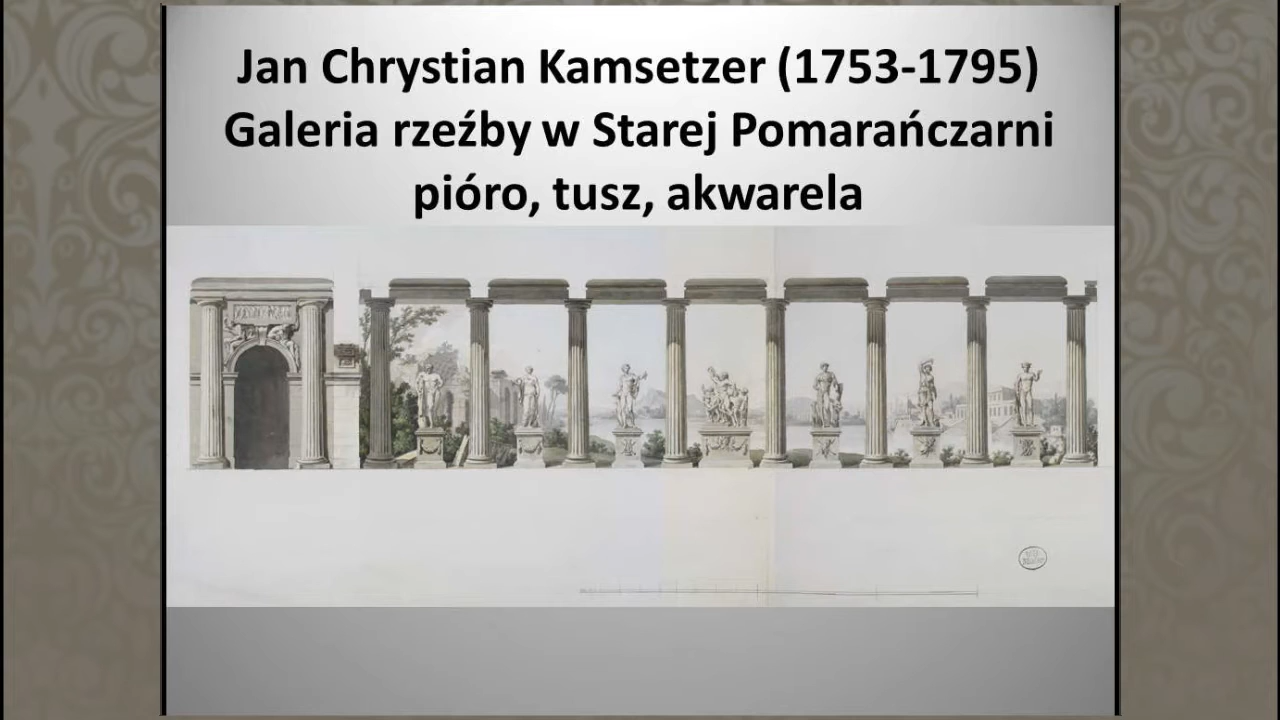 Jan Chrystian Kamsetzer (1753-1795)
Galeria rzeźby w Starej Pomarańczarni
pióro, tusz, akwarela